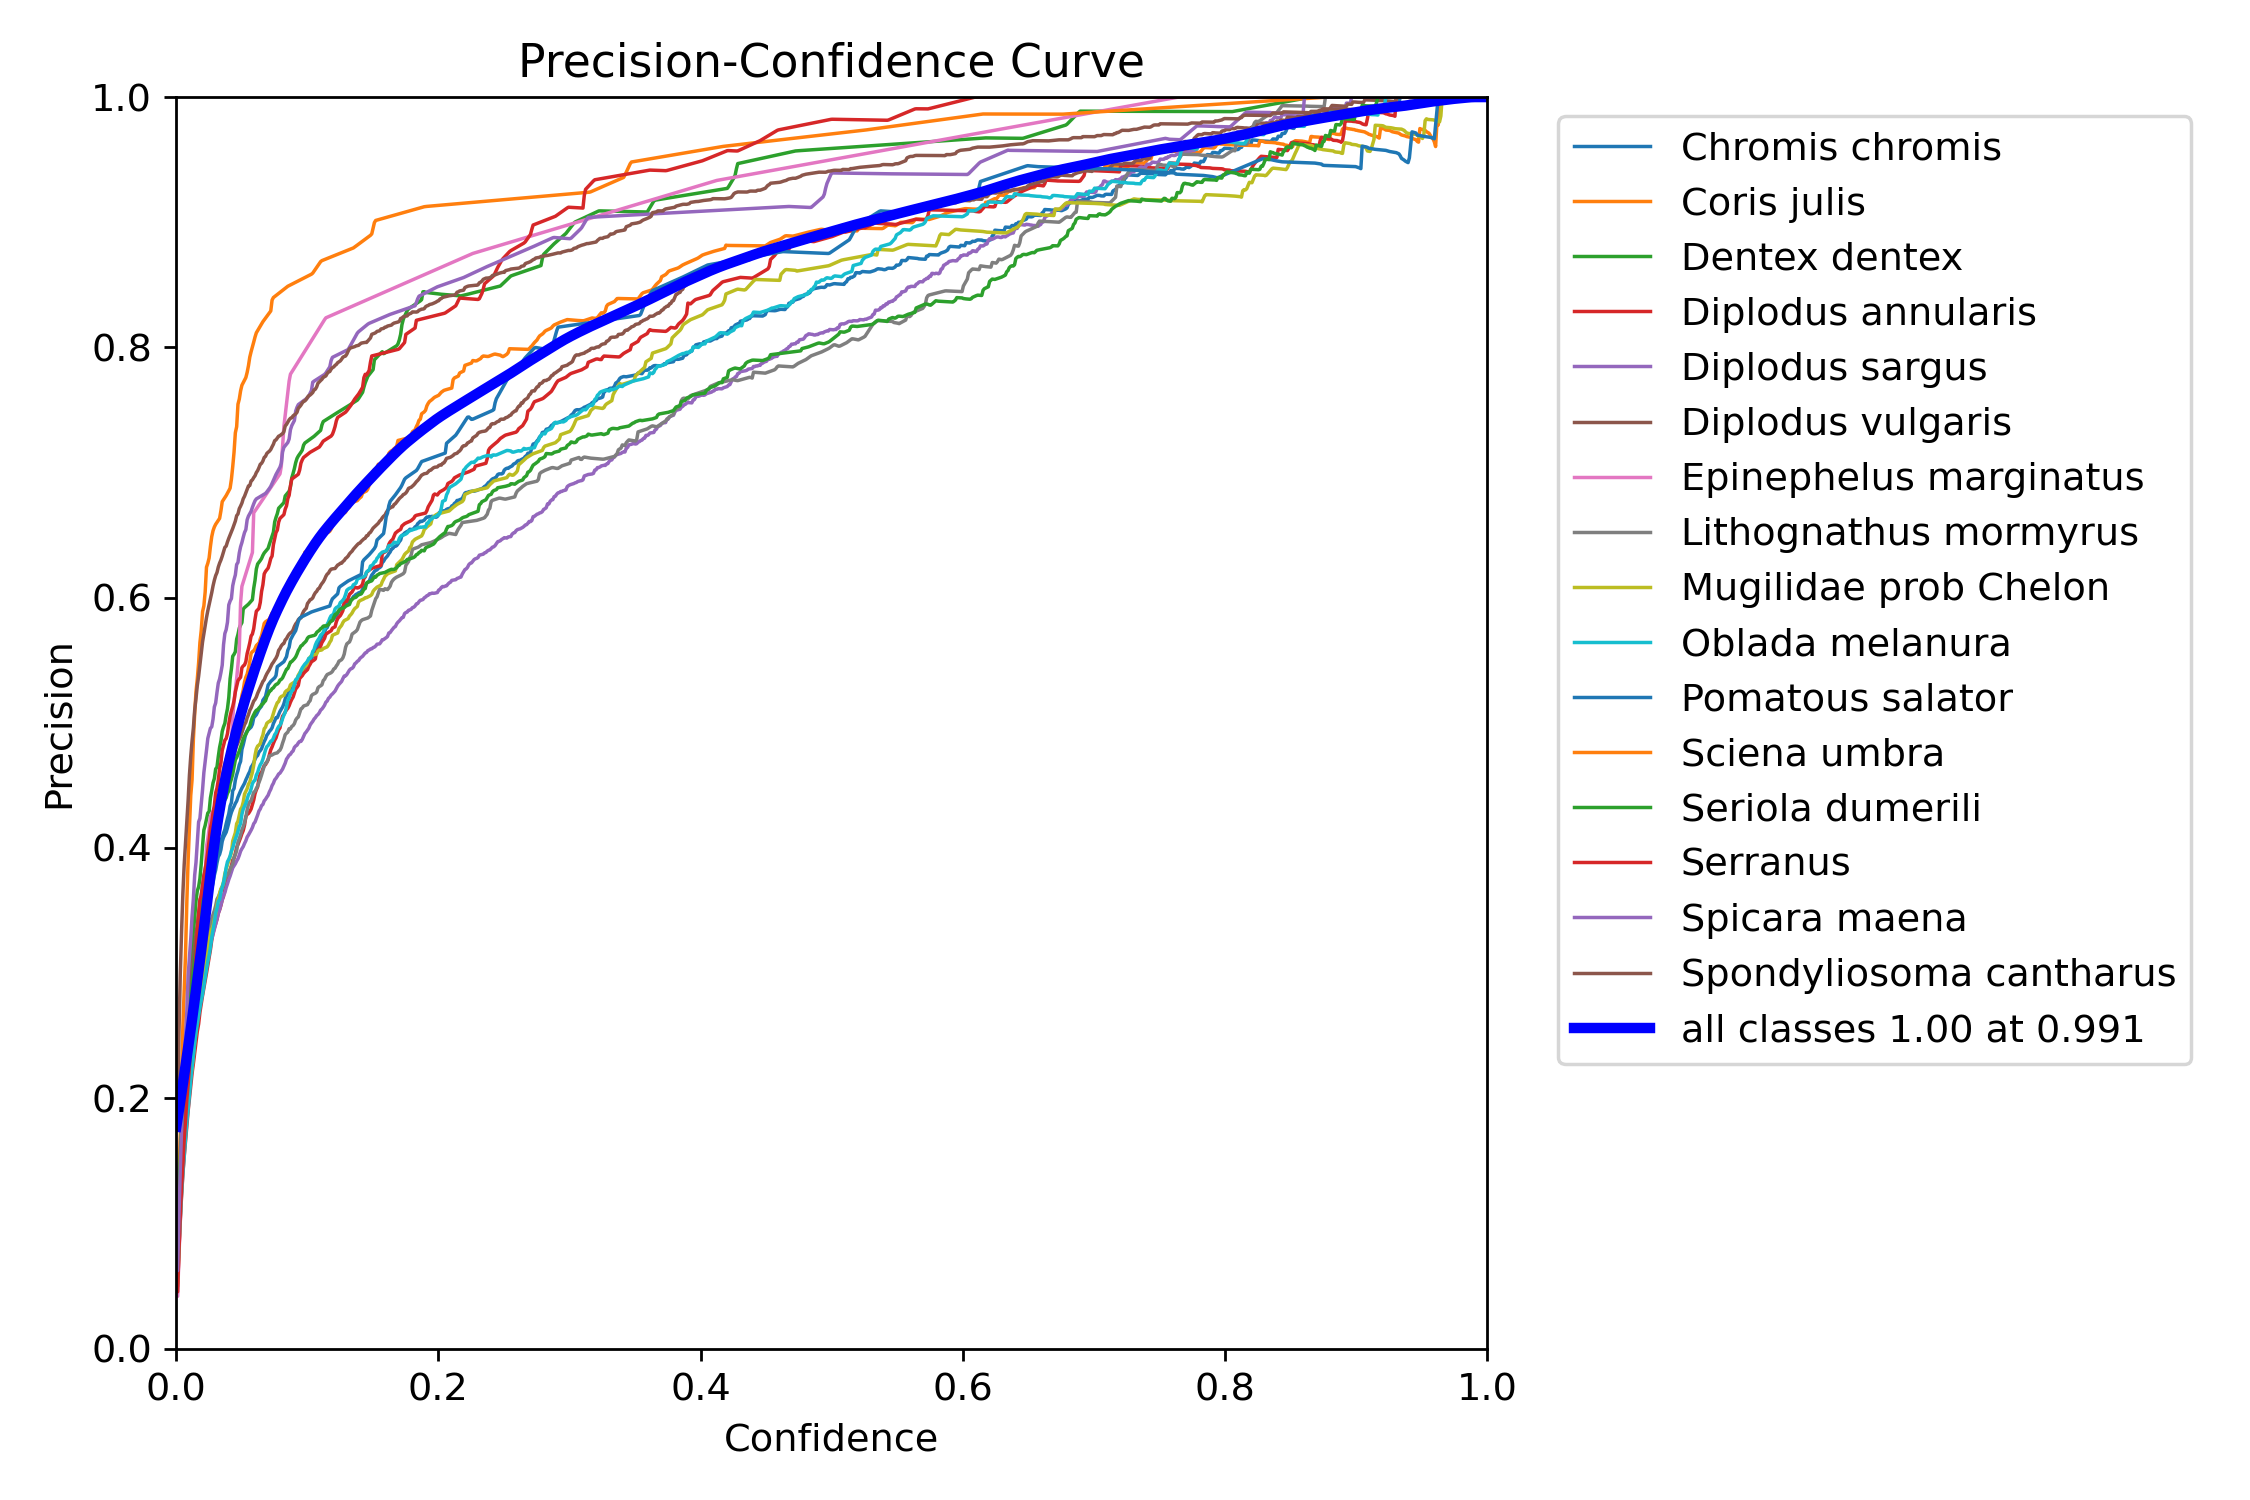 Precision-Confidence Curve
1.0
0.8
0.6
0.4
0.2
0.0
Precision
0.0 0.2 0.4 0.6 0.8 1.0
Confidence
Chromis chromis
Coris julis
Dentex dentex
Diplodus annularis
Diplodus sargus
Diplodus vulgaris
Epinephelus marginatus
Lithognathus mormyrus
Mugilidae prob Chelon
Oblada melanura
Pomatous salator
Sciena umbra
Seriola dumerili
Serranus
Spicara maena
Spondyliosoma cantharus
all classes 1.00 at 0.991